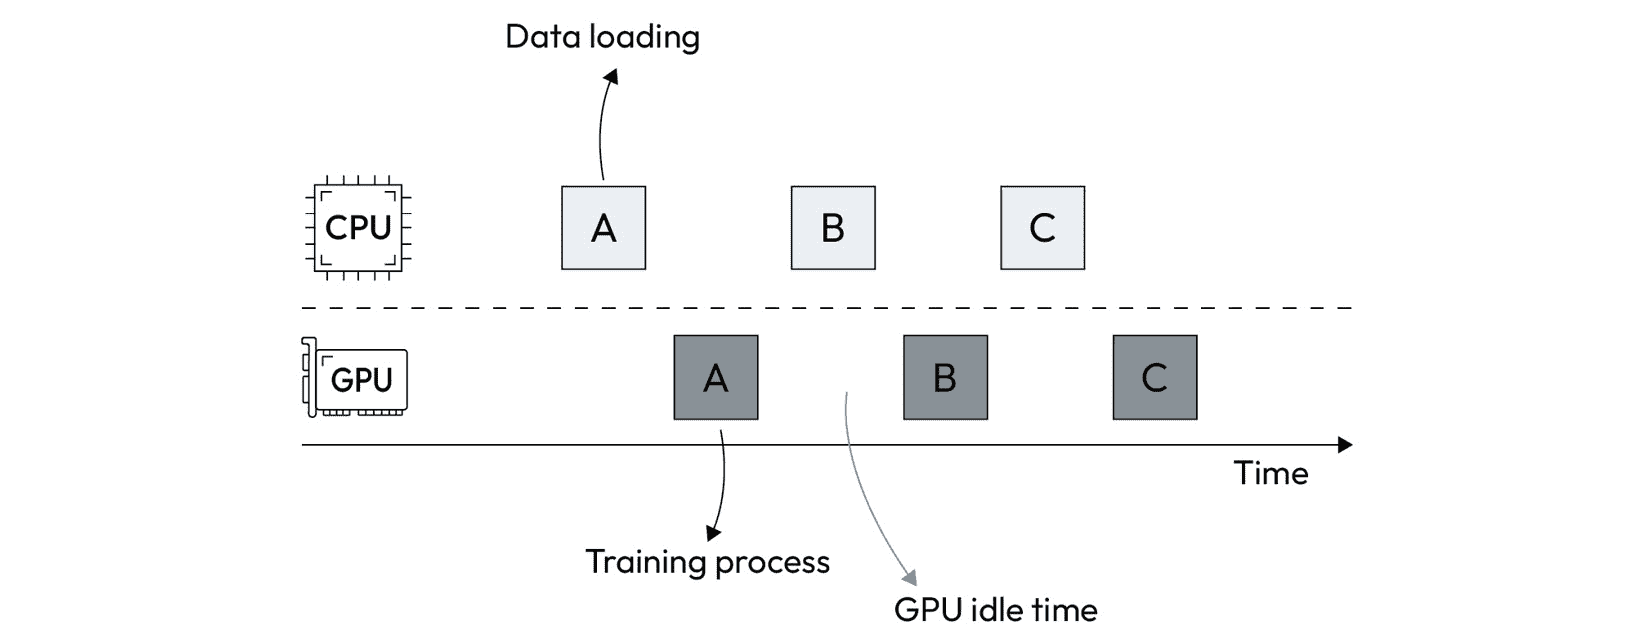 Data loading
CPU
A
B
C
GPU
A
B
C
Time
Training process
GPU idle time